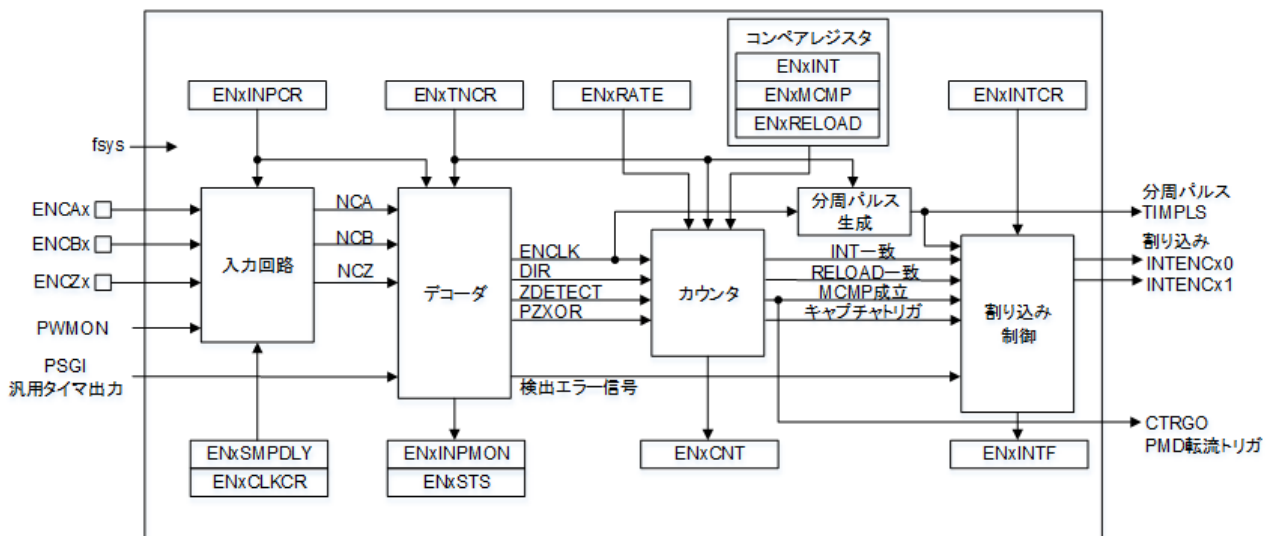 コンペアレジスタ
ENxINT
ENxMCMP
ENxRELOAD
ENxINPCR
ENxTNCR
ENxRATE
ENxINTCR
fsys
ENCAx
ENCBx
ENCZx
PWMON
PSGI
汎用タイマ出力
入力回路
NCA
NCB
NCZ
デコーダ
ENCLK
DIR
ZDETECT
PZXOR
検出エラー信号
カウンタ
分周パルス
生成
INT一致
RELOAD一致
MCMP成立
キャプチャトリガ
割り込み
制御
分周パルス
TIMPLS
割り込み
INTENCx0
INTENCx1
CTRGO
PMD転流トリガ
ENxSMPDLY
ENxCLKCR
ENxINPMON
ENxSTS
ENxCNT
ENxINTF